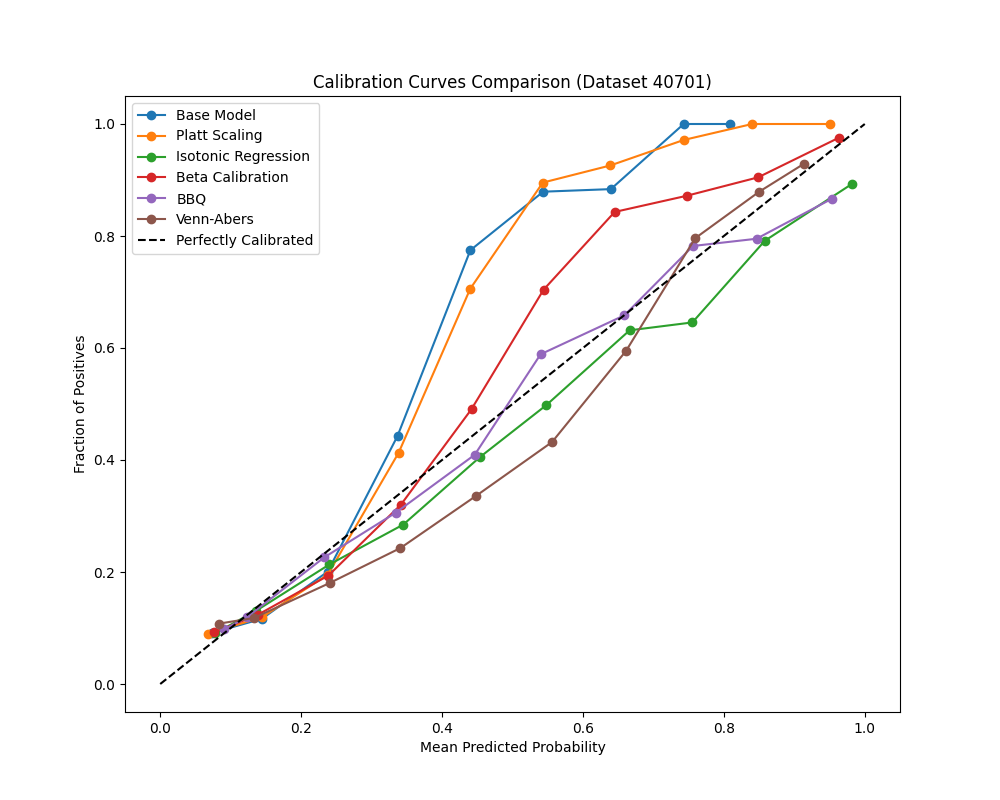 Calibration Curves Comparison (Dataset 40701)
Base Model
Platt Scaling
Isotonic Regression
Beta Calibration
BBQ
Venn-Abers
Perfectly Calibrated
1.0
0.8
0.6
0.4
0.2
0.0
Fraction of Positives
0.0 0.2 0.4 0.6 0.8 1.0
Mean Predicted Probability